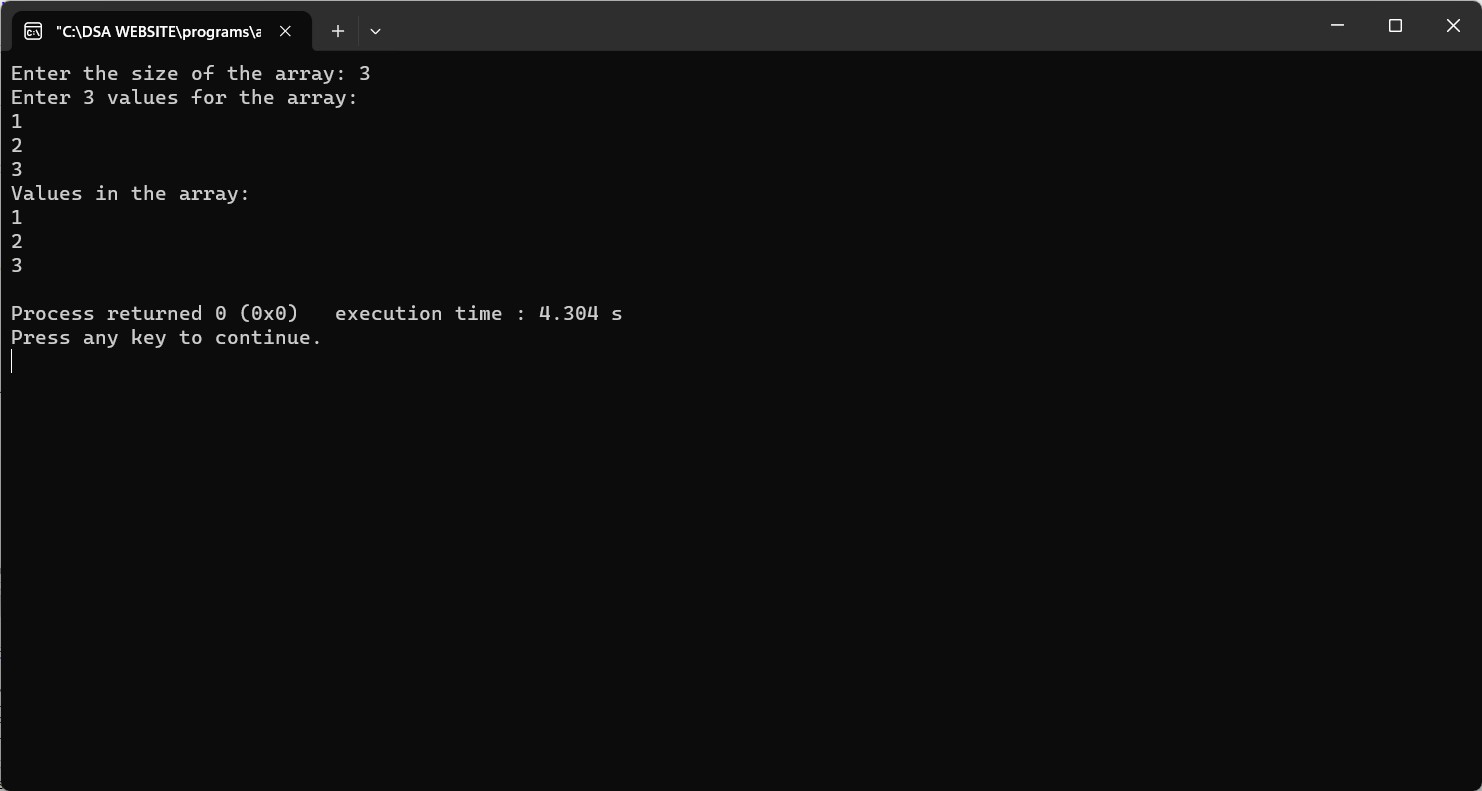 "C:\DSA WEBSITE\programs\a
Enter the size of the array: 3
Enter 3 values for the array:
1
2
3
Values in the array:
1
2
3
Process returned 0 (0x0)   execution time : 4.304 s
Press any key to continue.